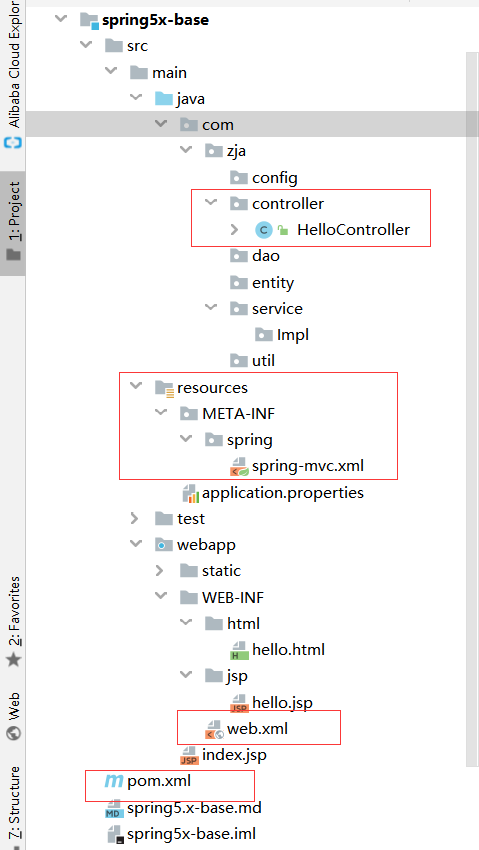 Alibaba Cloud Explor
1: Project
2: Favorites
Web
7: Structure
spring5x-base
src
main
java
com
zja
config
controller
C HelloController
dao
entity
service
Impl
util
resources
META-INF
spring
spring-mvc.xml
application.properties
test
webapp
static
WEB-INF
html
H hello.html
jsp
JSP hello.jsp
web.xml
JSP index.jsp
m pom.xml
MD spring5.x-base.md
spring5x-base.iml